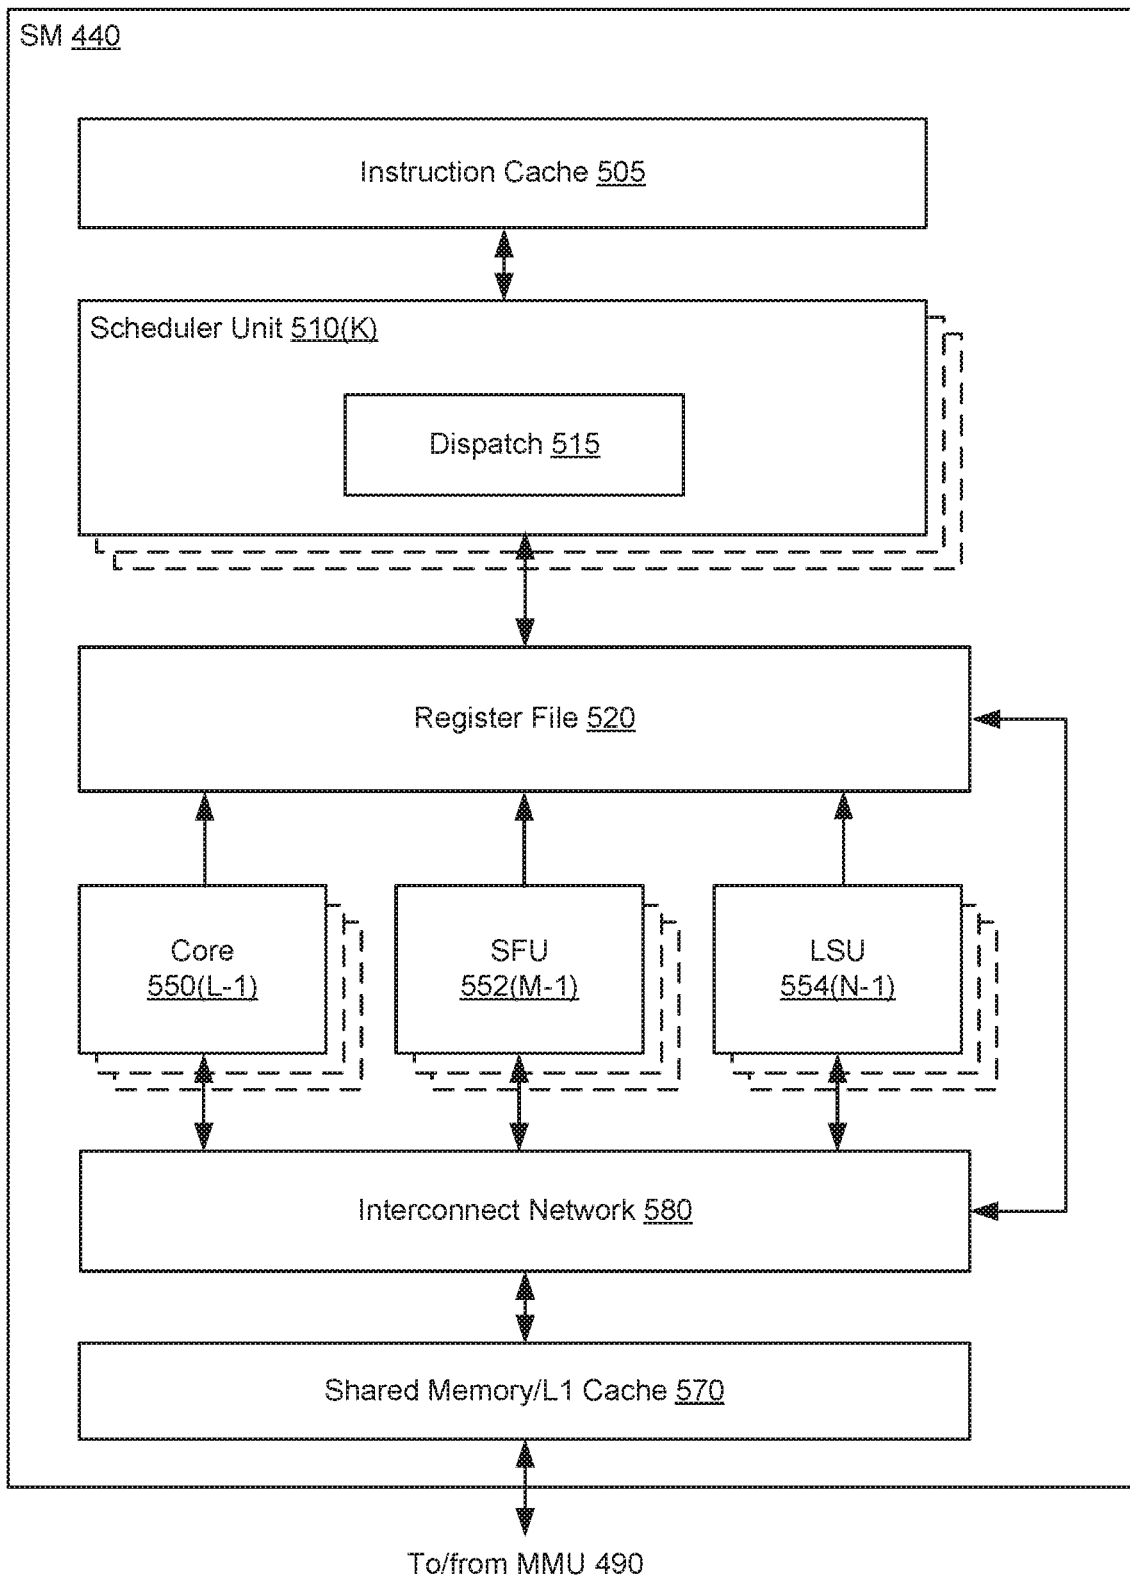 SM 440
Instruction Cache 505
Scheduler Unit 510(K)
Dispatch 515
Register File 520
Core
550(L-1)
SFU
552(M-1)
LSU
554(N-1)
Interconnect Network 580
Shared Memory/L1 Cache 570
To/from MMU 490